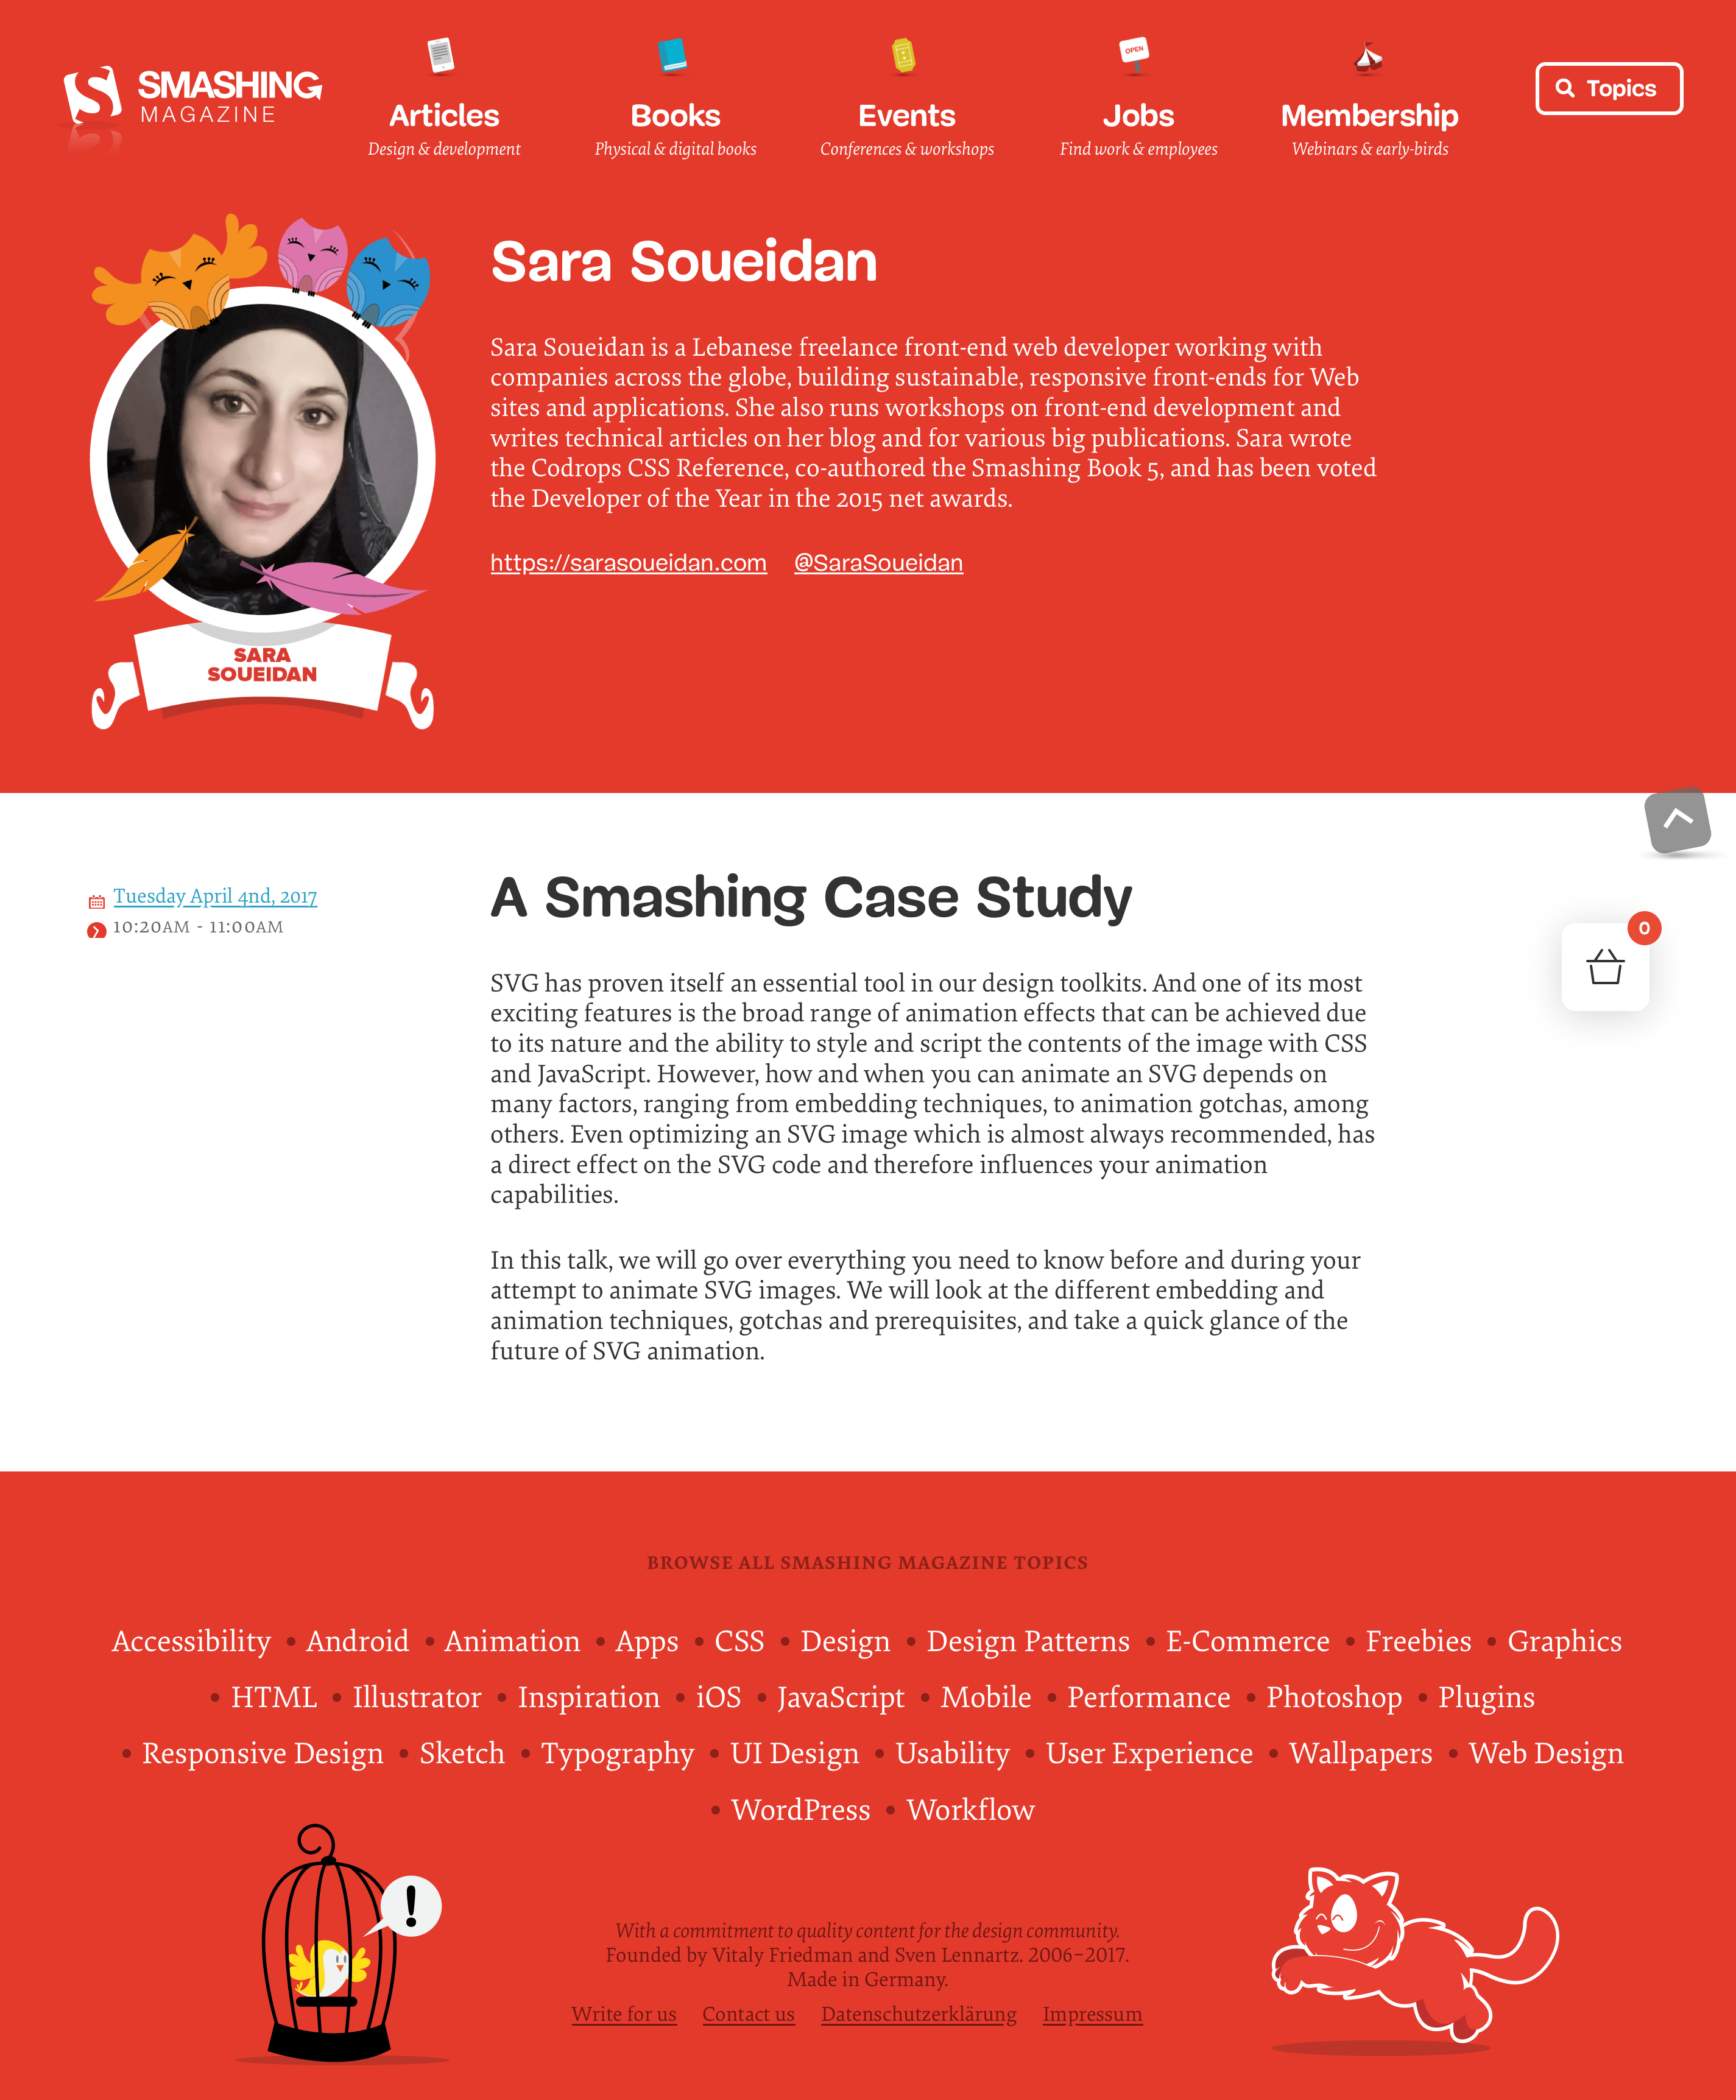 SMASHING
MAGAZINE
Articles
Design & development
Books
Physical & digital books
Events
Conferences & workshops
OPEN
Jobs
Find work & employees
Membership
Webinars & early-birds
Topics
Sara Soueidan
Sara Soueidan is a Lebanese freelance front-end web developer working with
companies across the globe, building sustainable, responsive front-ends for Web
sites and applications. She also runs workshops on front-end development and
writes technical articles on her blog and for various big publications. Sara wrote
the Codrops CSS Reference, co-authored the Smashing Book 5, and has been voted
the Developer of the Year in the 2015 net awards.
https://sarasoueidan.com @SaraSoueidan
SARA
SOUEIDAN
Tuesday April 4nd, 2017
10:20AM - 11:00AM
A Smashing Case Study
0
SVG has proven itself an essential tool in our design toolkits. And one of its most
exciting features is the broad range of animation effects that can be achieved due
to its nature and the ability to style and script the contents of the image with CSS
and JavaScript. However, how and when you can animate an SVG depends on
many factors, ranging from embedding techniques, to animation gotchas, among
others. Even optimizing an SVG image which is almost always recommended, has
a direct effect on the SVG code and therefore influences your animation
capabilities.
In this talk, we will go over everything you need to know before and during your
attempt to animate SVG images. We will look at the different embedding and
animation techniques, gotchas and prerequisites, and take a quick glance of the
future of SVG animation.
BROWSE ALL SMASHING MAGAZINE TOPICS
Accessibility • Android • Animation • Apps • CSS • Design • Design Patterns • E-Commerce • Freebies • Graphics
• HTML • Illustrator • Inspiration • iOS • JavaScript • Mobile • Performance • Photoshop • Plugins
• Responsive Design • Sketch • Typography • UI Design • Usability • User Experience • Wallpapers • Web Design
• WordPress • Workflow
!
With a commitment to quality content for the design community.
Founded by Vitaly Friedman and Sven Lennartz. 2006–2017.
Made in Germany.
Write for us Contact us Datenschutzerklärung Impressum